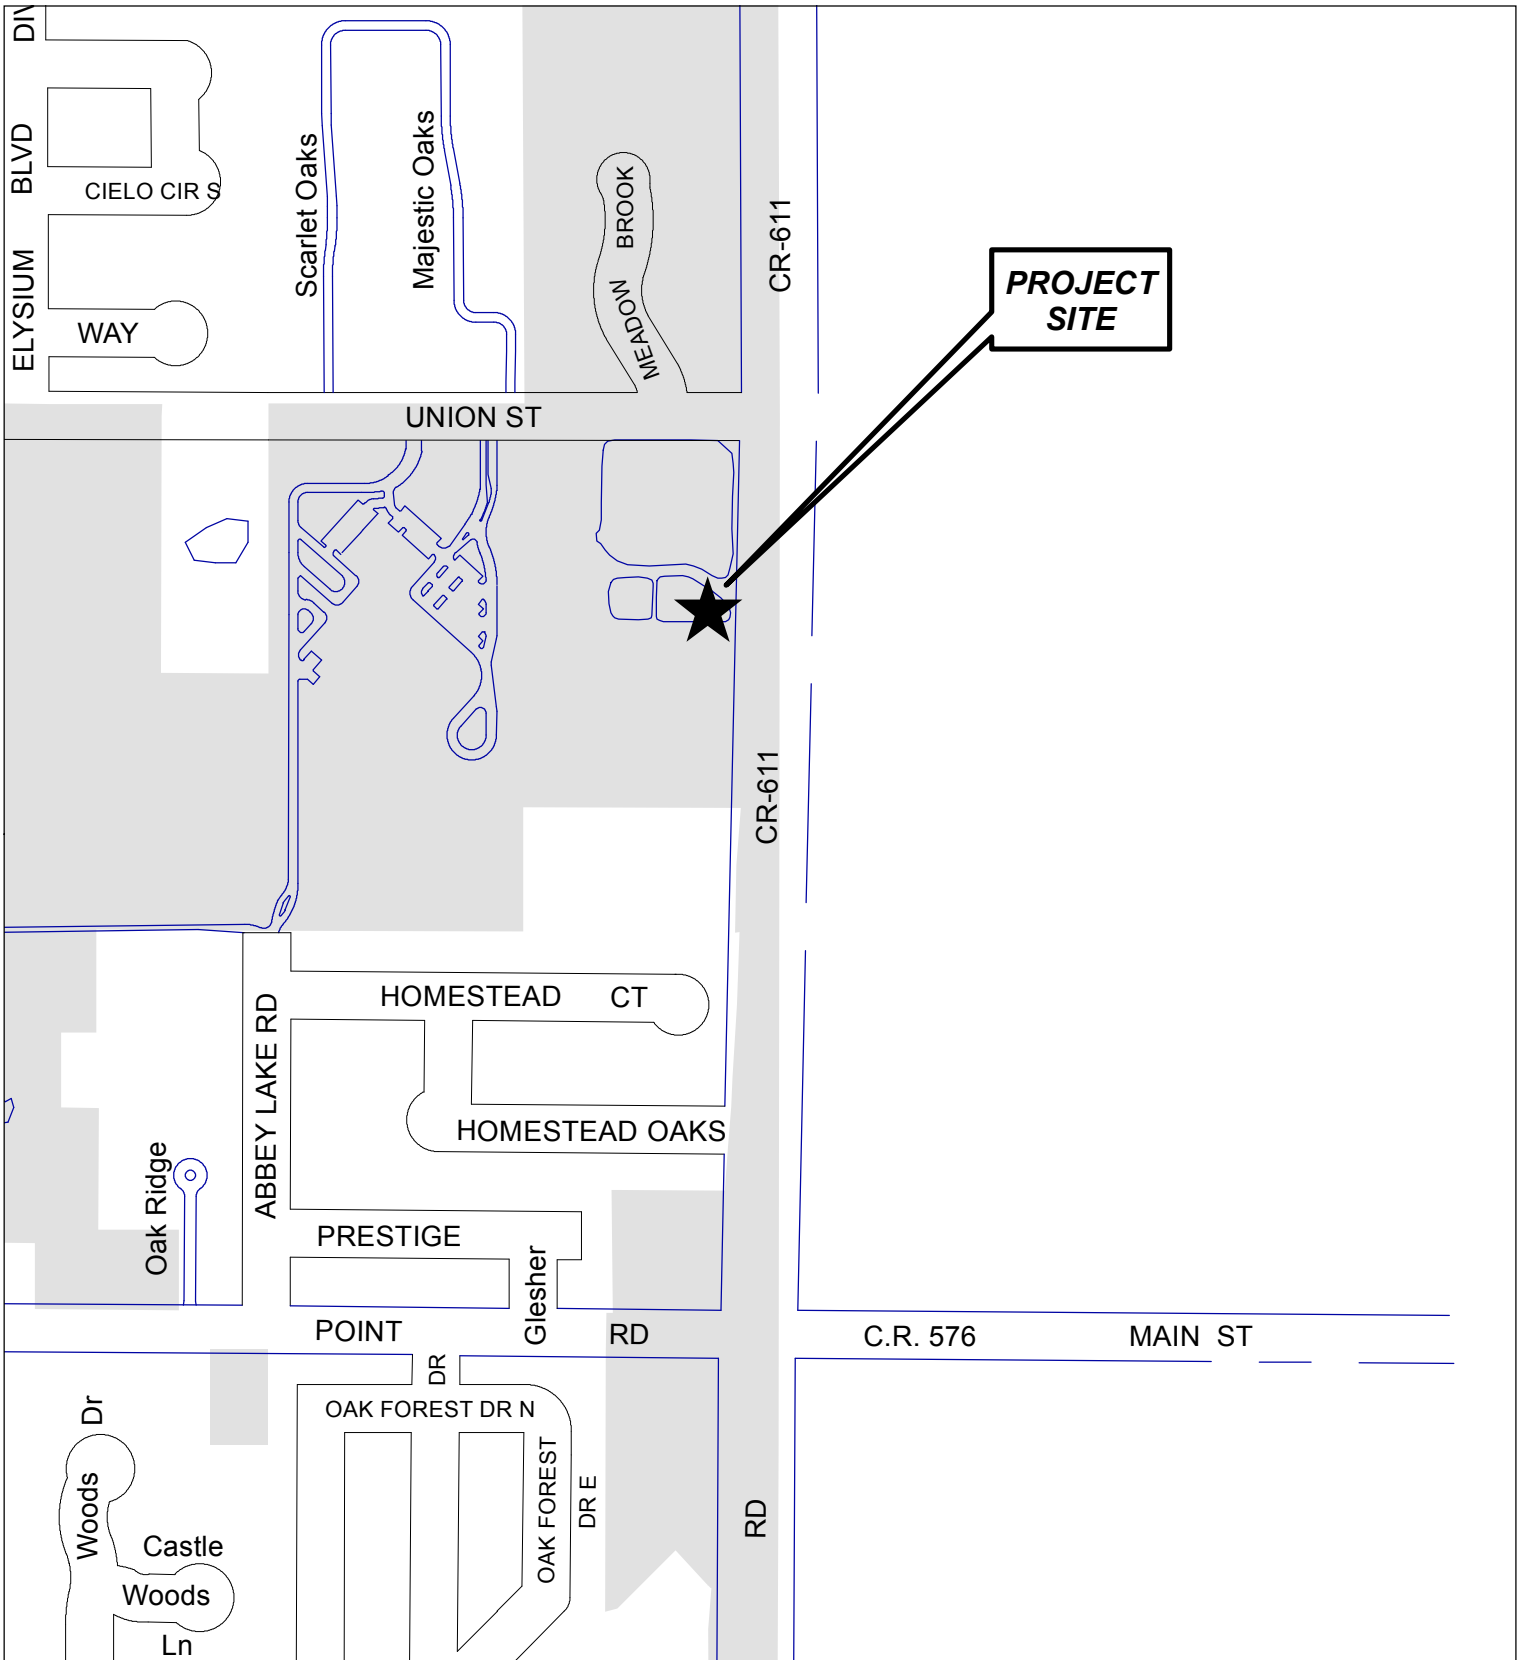 DIV
BLVD
ELYSIUM
CIELO CIR S
WAY
Scarlet Oaks
Majestic Oaks
MEADOW BROOK
CR-611
PROJECT
SITE
UNION ST
CR-611
HOMESTEAD CT
ABBEY LAKE RD
HOMESTEAD OAKS
Oak Ridge
PRESTIGE
Glesher
POINT RD
C.R. 576 MAIN ST
DR
OAK FOREST DR N
OAK FOREST
DR E
RD
Dr
Woods
Castle
Woods
Ln